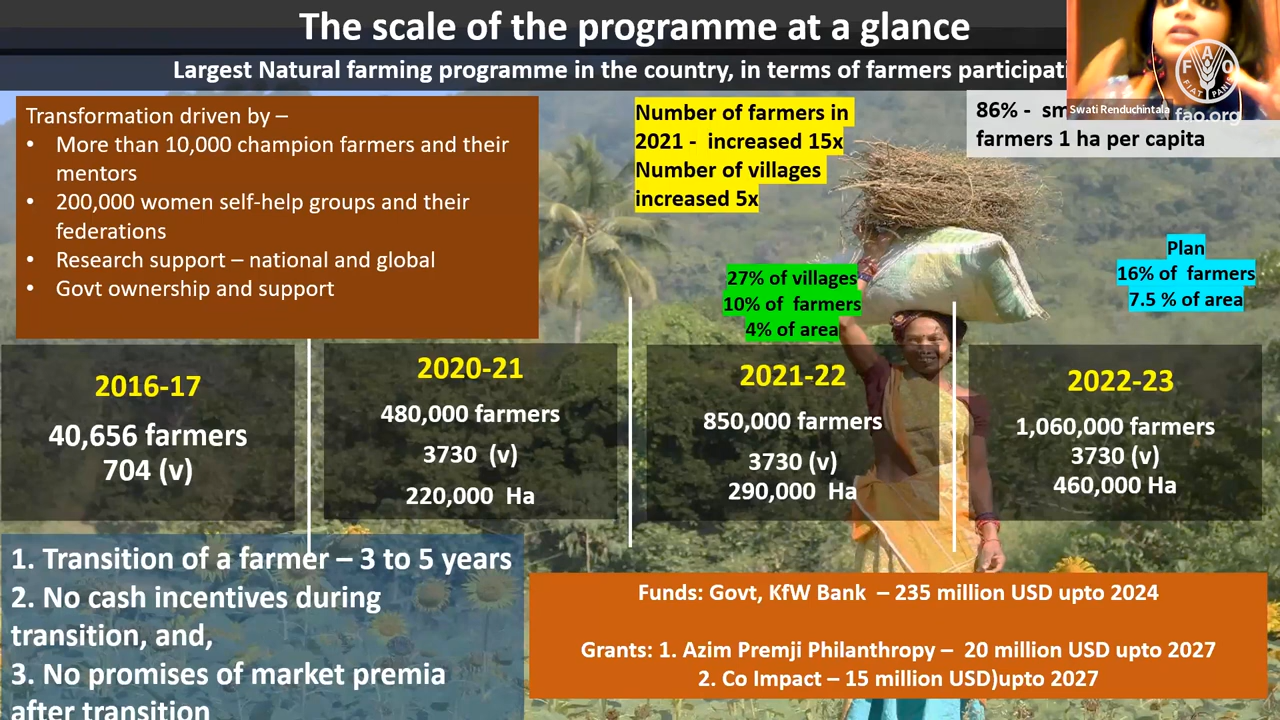 The scale of the programme at a glance
Largest Natural farming programme in the country, in terms of farmers
Swati Renduchintala
F A O
FIAT PANIS
fao.org
Transformation driven by –
• More than 10,000 champion farmers and their
mentors
• 200,000 women self-help groups and their
federations
• Research support – national and global
• Govt ownership and support
Number of farmers in
2021 - increased 15x
Number of villages
increased 5x
86% -
farmers 1 ha per capita
27% of villages
10% of farmers
4% of area
Plan
16% of farmers
7.5 % of area
2016-17
40,656 farmers
704 (v)
2020-21
480,000 farmers
3730 (v)
220,000 Ha
2021-22
850,000 farmers
3730 (v)
290,000 Ha
2022-23
1,060,000 farmers
3730 (v)
460,000 Ha
1. Transition of a farmer – 3 to 5 years
2. No cash incentives during
transition, and,
3. No promises of market premia
after transition
Funds: Govt, KfW Bank – 235 million USD upto 2024
Grants: 1. Azim Premji Philanthropy – 20 million USD upto 2027
2. Co Impact – 15 million USD)upto 2027